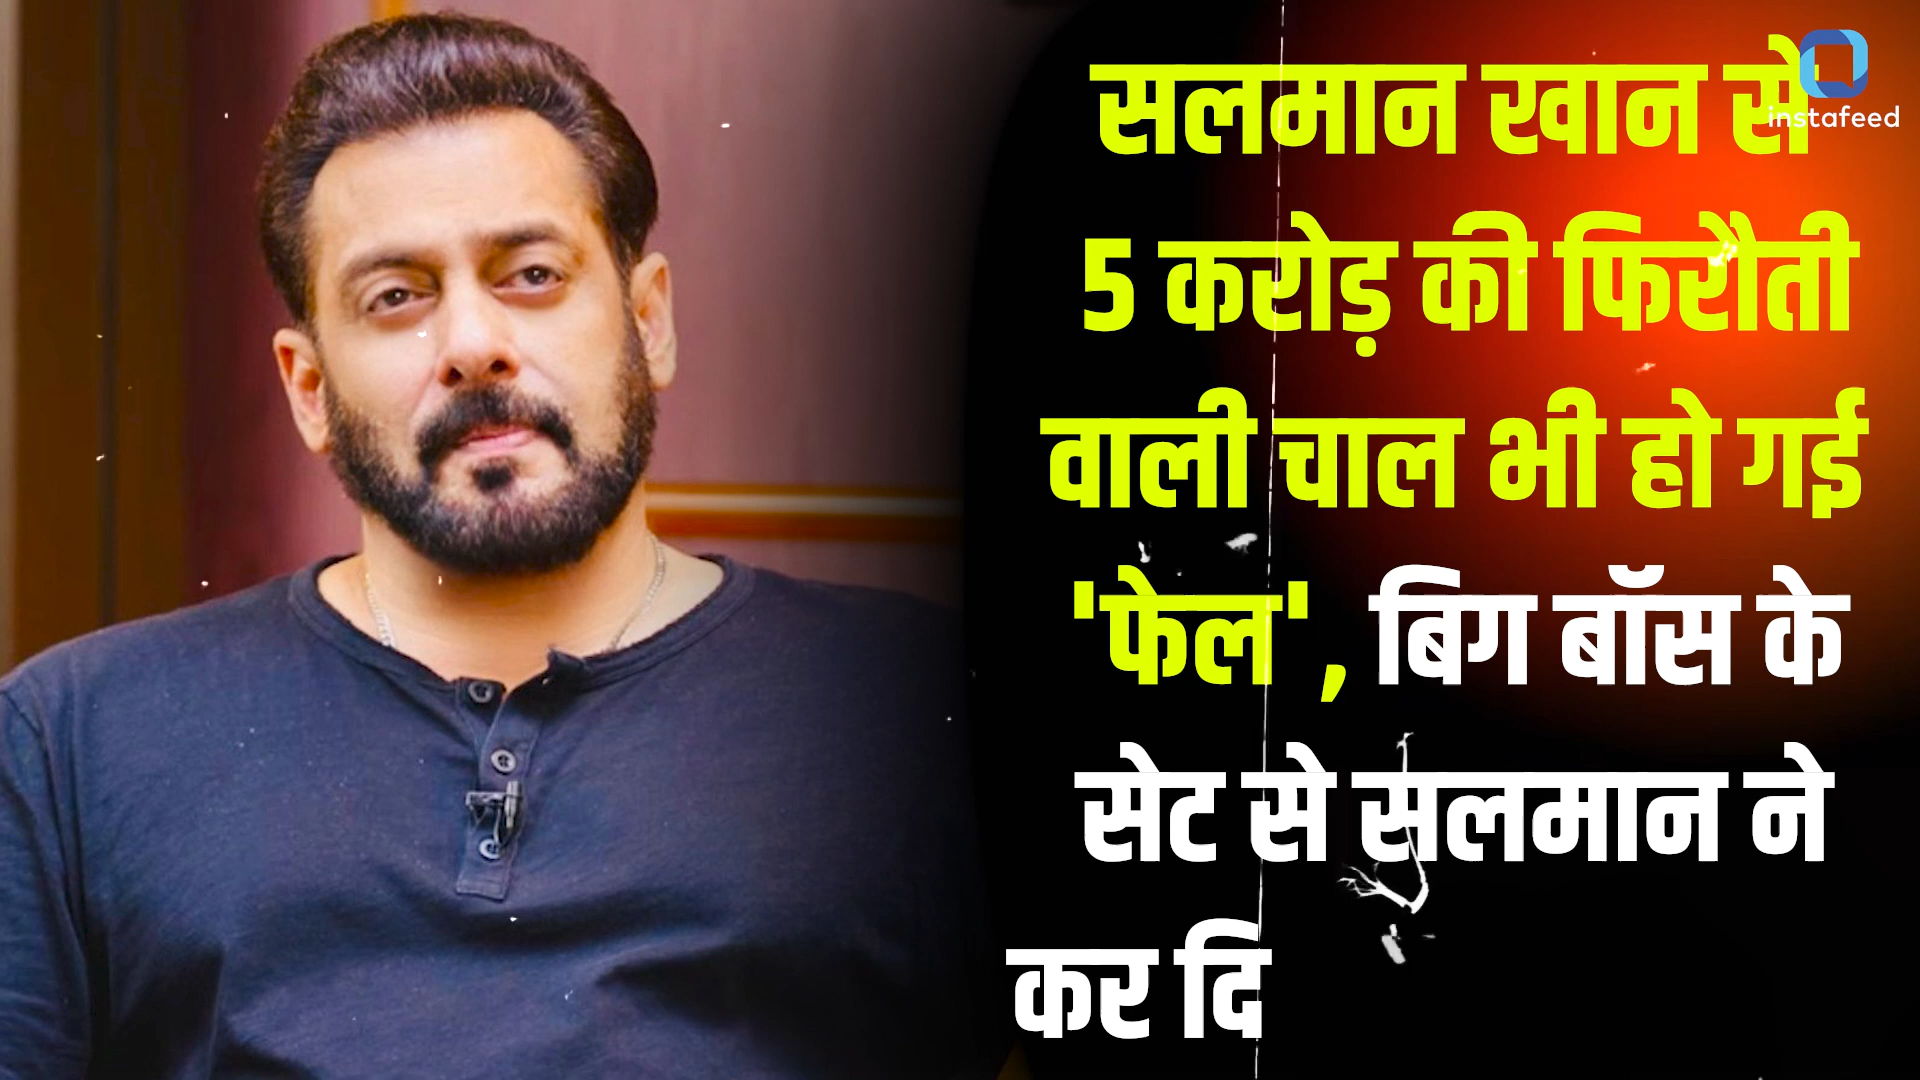 सलमान खान से
instafeed
5 करोड़ की फिरौती
वाली चाल भी हो गई
'फेल', बिग बॉस के
सेट से सलमान ने
कर दि